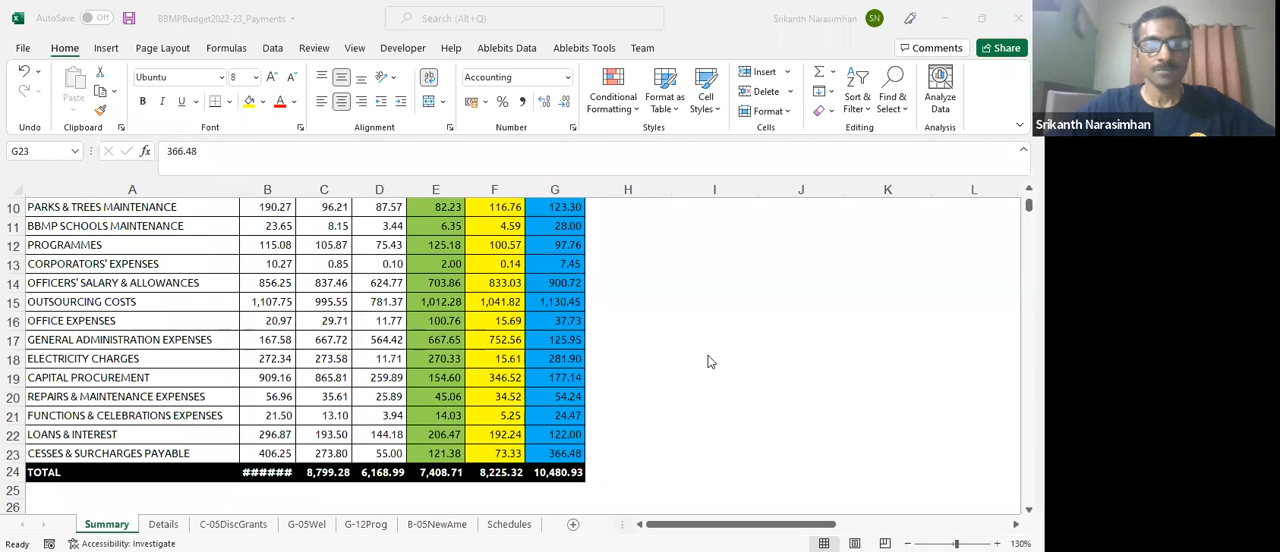 AutoSave Off BBMPBudget2022-23_Payments Search (Alt+Q) Srikanth Narasimhan SN
File Home Insert Page Layout Formulas Data Review View Developer Help Ablebits Data Ablebits Tools Team Comments Share
Ubuntu 8 Accounting Insert
Paste Conditional Formatting Format as Table Cell Styles Delete Sort & Filter Find & Select Analyze Data
B I U A Format
Undo Clipboard Font Alignment Number Styles Cells Editing Analysis
Srikanth Narasimhan
G23 fx 366.48
A B C D E F G H I J K L
10 PARKS & TREES MAINTENANCE 190.27 96.21 87.57 82.23 116.76 123.30
11 BBMP SCHOOLS MAINTENANCE 23.65 8.15 3.44 6.35 4.59 28.00
12 PROGRAMMES 115.08 105.87 75.43 125.18 100.57 97.76
13 CORPORATORS' EXPENSES 10.27 0.85 0.10 2.00 0.14 7.45
14 OFFICERS' SALARY & ALLOWANCES 856.25 837.46 624.77 703.86 833.03 900.72
15 OUTSOURCING COSTS 1,107.75 995.55 781.37 1,012.28 1,041.82 1,130.45
16 OFFICE EXPENSES 20.97 29.71 11.77 100.76 15.69 37.73
17 GENERAL ADMINISTRATION EXPENSES 167.58 667.72 564.42 667.65 752.56 125.95
18 ELECTRICITY CHARGES 272.34 273.58 11.71 270.33 15.61 281.90
19 CAPITAL PROCUREMENT 909.16 865.81 259.89 154.60 346.52 177.14
20 REPAIRS & MAINTENANCE EXPENSES 56.96 35.61 25.89 45.06 34.52 54.24
21 FUNCTIONS & CELEBRATIONS EXPENSES 21.50 13.10 3.94 14.03 5.25 24.47
22 LOANS & INTEREST 296.87 193.50 144.18 206.47 192.24 122.00
23 CESSES & SURCHARGES PAYABLE 406.25 273.80 55.00 121.38 73.33 366.48
24 TOTAL ###### 8,799.28 6,168.99 7,408.71 8,225.32 10,480.93
25
26
Summary Details C-05DiscGrants G-05Wel G-12Prog B-05NewAme Schedules
Ready Accessibility: Investigate 130%